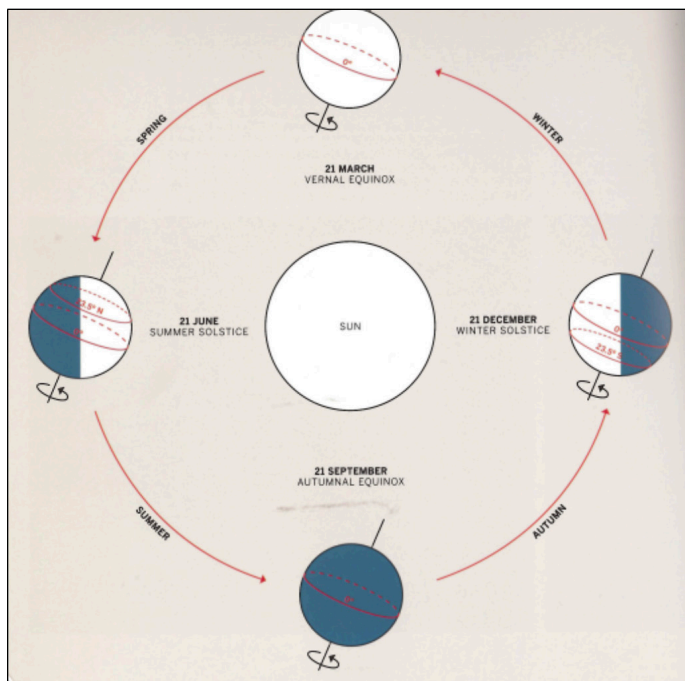 0°
SPRING
WINTER
21 MARCH
VERNAL EQUINOX
23.5° N
0°
21 JUNE
SUMMER SOLSTICE
SUN
21 DECEMBER
WINTER SOLSTICE
0°
23.5° S
21 SEPTEMBER
AUTUMNAL EQUINOX
SUMMER
AUTUMN
0°